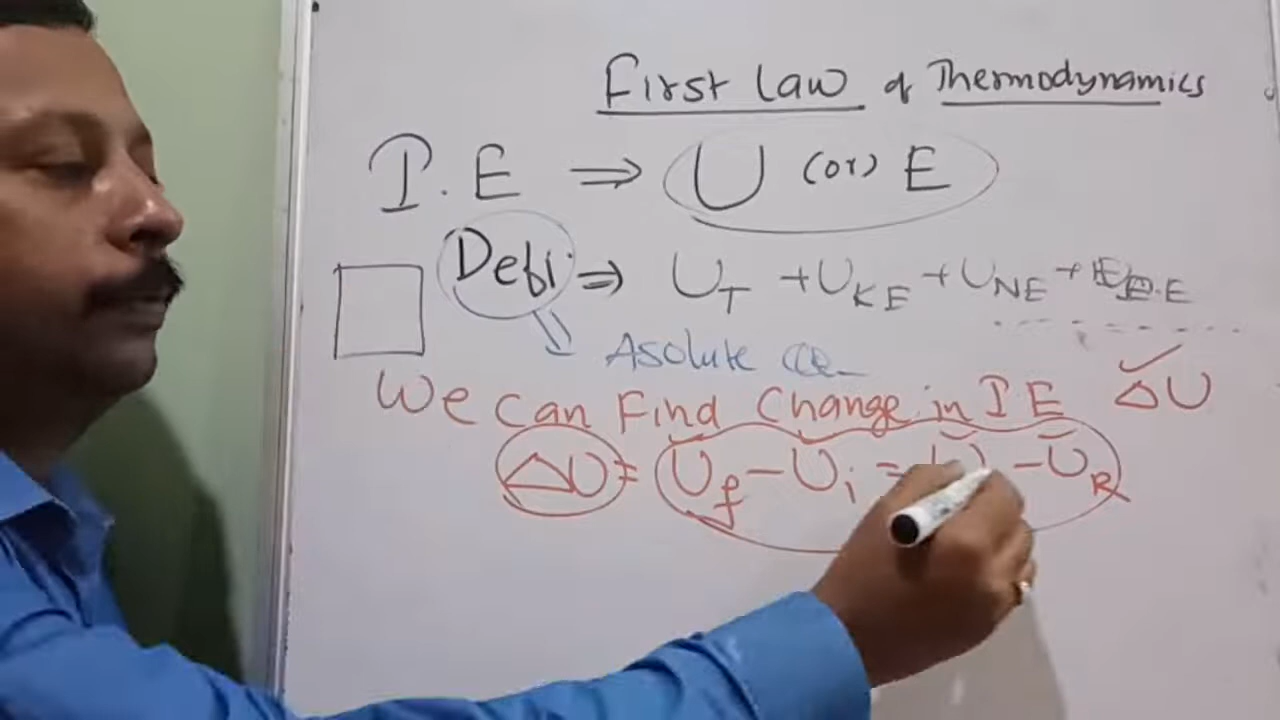 First Law of Thermodynamics
I.E ⇒ U (or) E
Defi. ⇒ U_T + U_KE + U_NE +
Asolute
We can Find Change in I E ΔU
ΔU = U_f - U_i = U - U_R